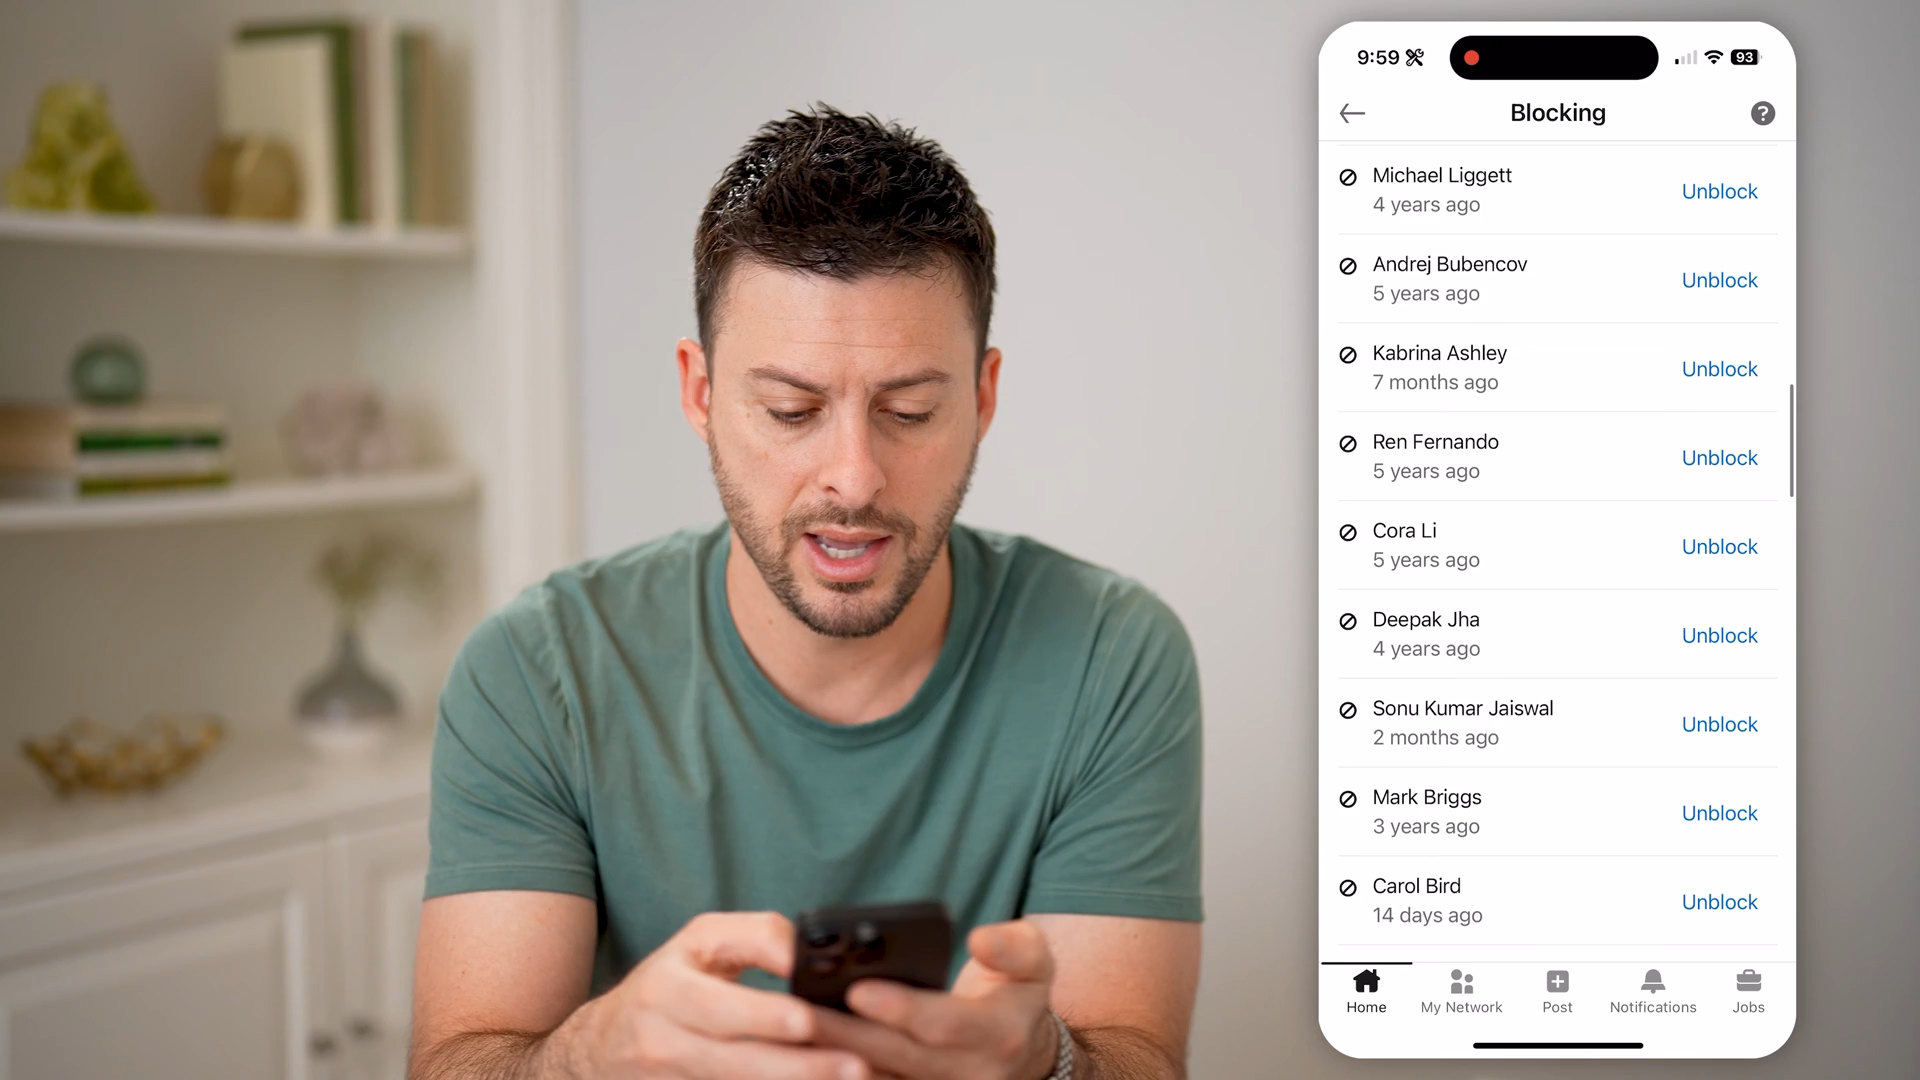 9:59
93
Blocking
?
Michael Liggett
4 years ago
Unblock
Andrej Bubencov
5 years ago
Unblock
Kabrina Ashley
7 months ago
Unblock
Ren Fernando
5 years ago
Unblock
Cora Li
5 years ago
Unblock
Deepak Jha
4 years ago
Unblock
Sonu Kumar Jaiswal
2 months ago
Unblock
Mark Briggs
3 years ago
Unblock
Carol Bird
14 days ago
Unblock
Home
My Network
Post
Notifications
Jobs